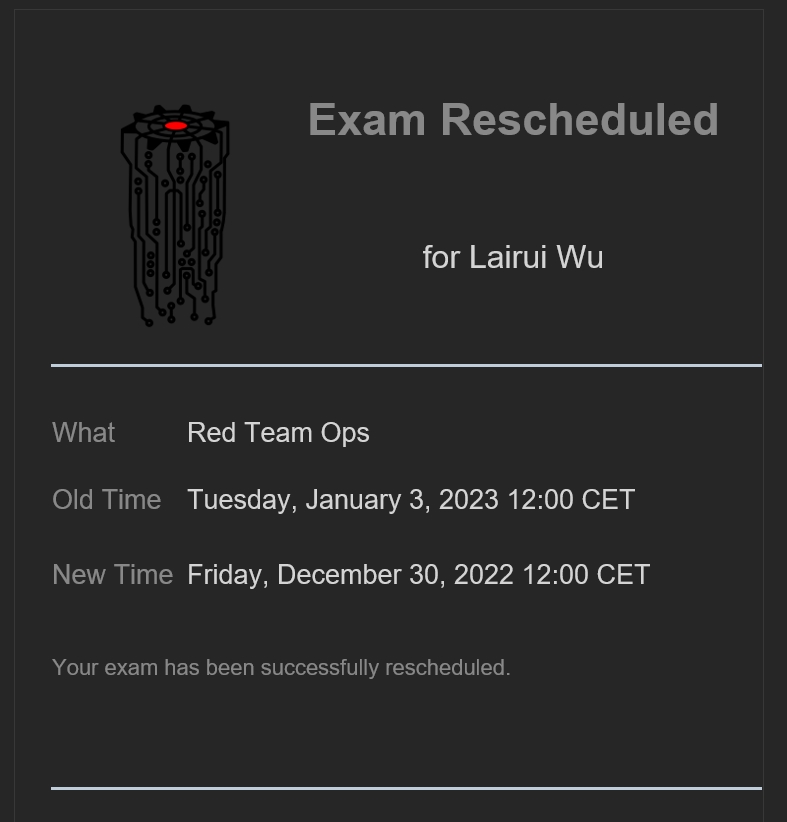 Exam Rescheduled
for Lairui Wu
What Red Team Ops
Old Time Tuesday, January 3, 2023 12:00 CET
New Time Friday, December 30, 2022 12:00 CET
Your exam has been successfully rescheduled.